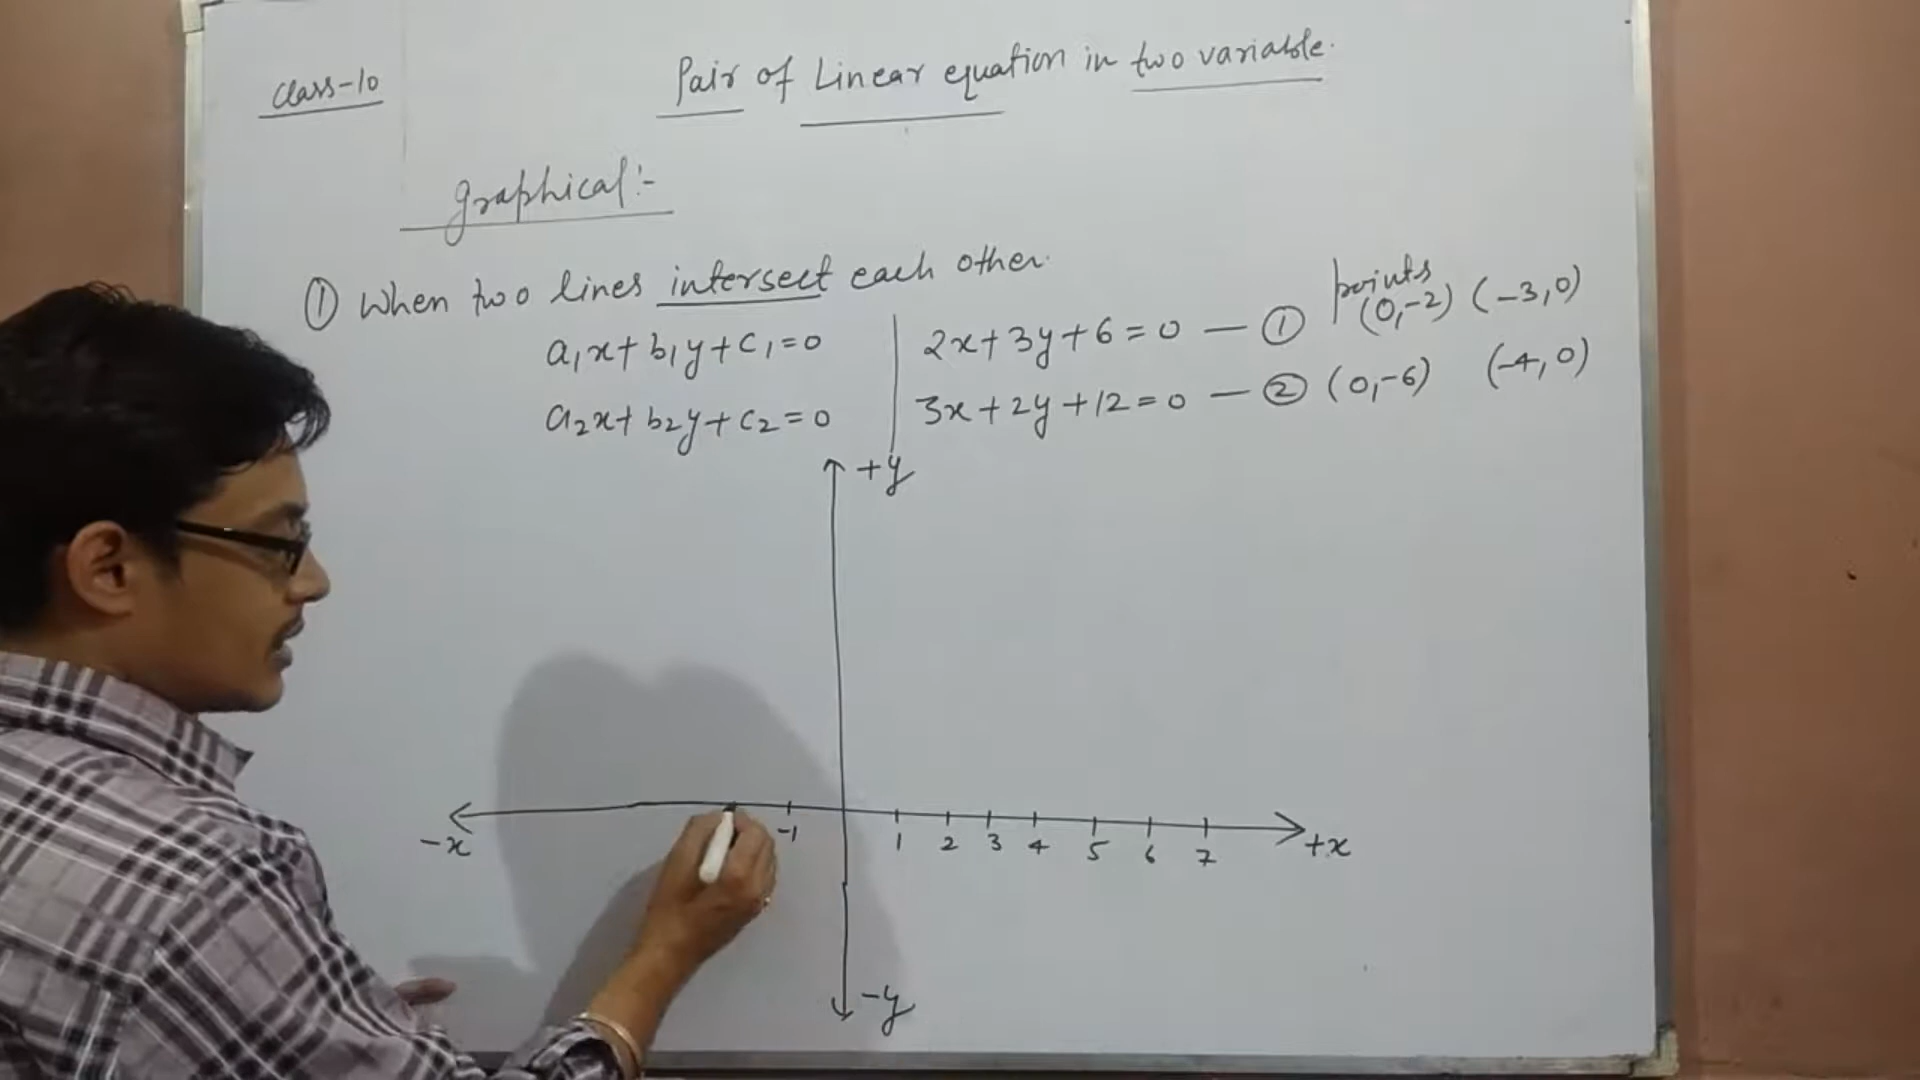 Class-10
Pair of Linear equation in two variable.
Graphical:-
① When two lines intersect each other.
a₁x+b₁y+c₁=0
a₂x+b₂y+c₂=0
points
2x+3y+6=0 — ① (0,-2) (-3,0)
3x+2y+12=0 — ② (0,-6) (-4,0)
+y
-x -1 1 2 3 4 5 6 7 +x
-y